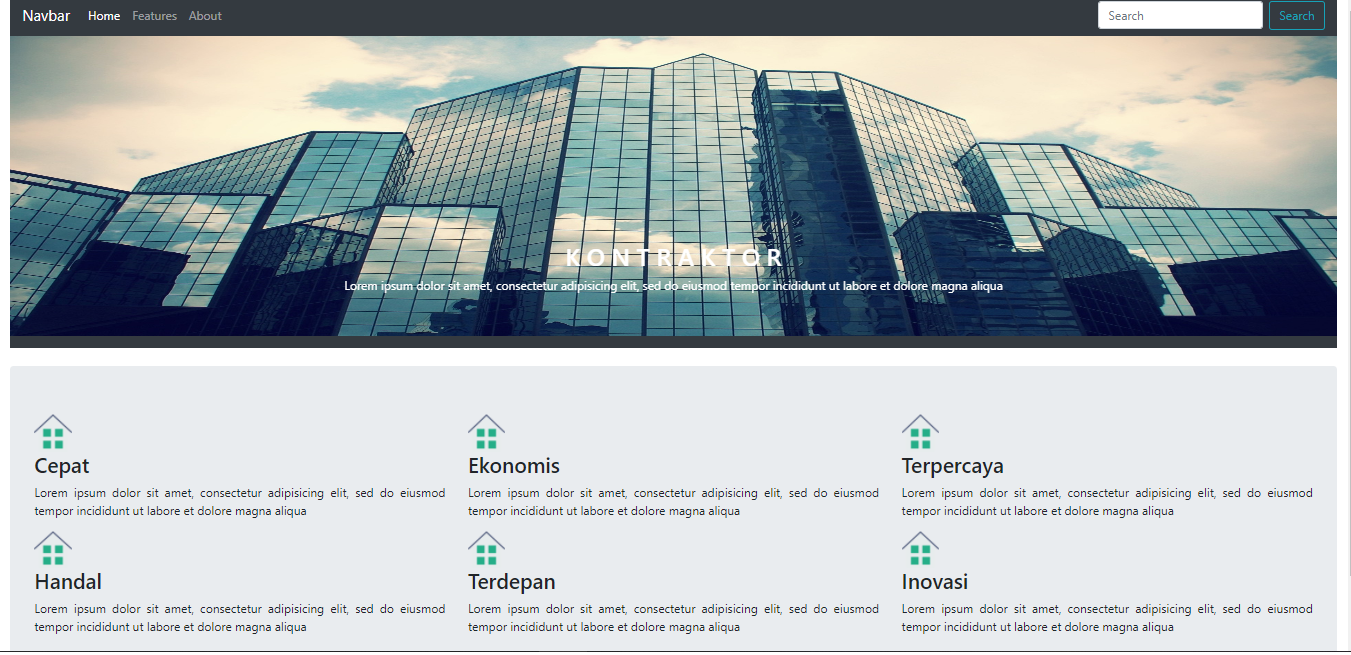 Navbar Home Features About Search Search
KONTRAKTOR
Lorem ipsum dolor sit amet, consectetur adipisicing elit, sed do eiusmod tempor incididunt ut labore et dolore magna aliqua
Cepat
Lorem ipsum dolor sit amet, consectetur adipisicing elit, sed do eiusmod
tempor incididunt ut labore et dolore magna aliqua
Ekonomis
Lorem ipsum dolor sit amet, consectetur adipisicing elit, sed do eiusmod
tempor incididunt ut labore et dolore magna aliqua
Terpercaya
Lorem ipsum dolor sit amet, consectetur adipisicing elit, sed do eiusmod
tempor incididunt ut labore et dolore magna aliqua
Handal
Lorem ipsum dolor sit amet, consectetur adipisicing elit, sed do eiusmod
tempor incididunt ut labore et dolore magna aliqua
Terdepan
Lorem ipsum dolor sit amet, consectetur adipisicing elit, sed do eiusmod
tempor incididunt ut labore et dolore magna aliqua
Inovasi
Lorem ipsum dolor sit amet, consectetur adipisicing elit, sed do eiusmod
tempor incididunt ut labore et dolore magna aliqua